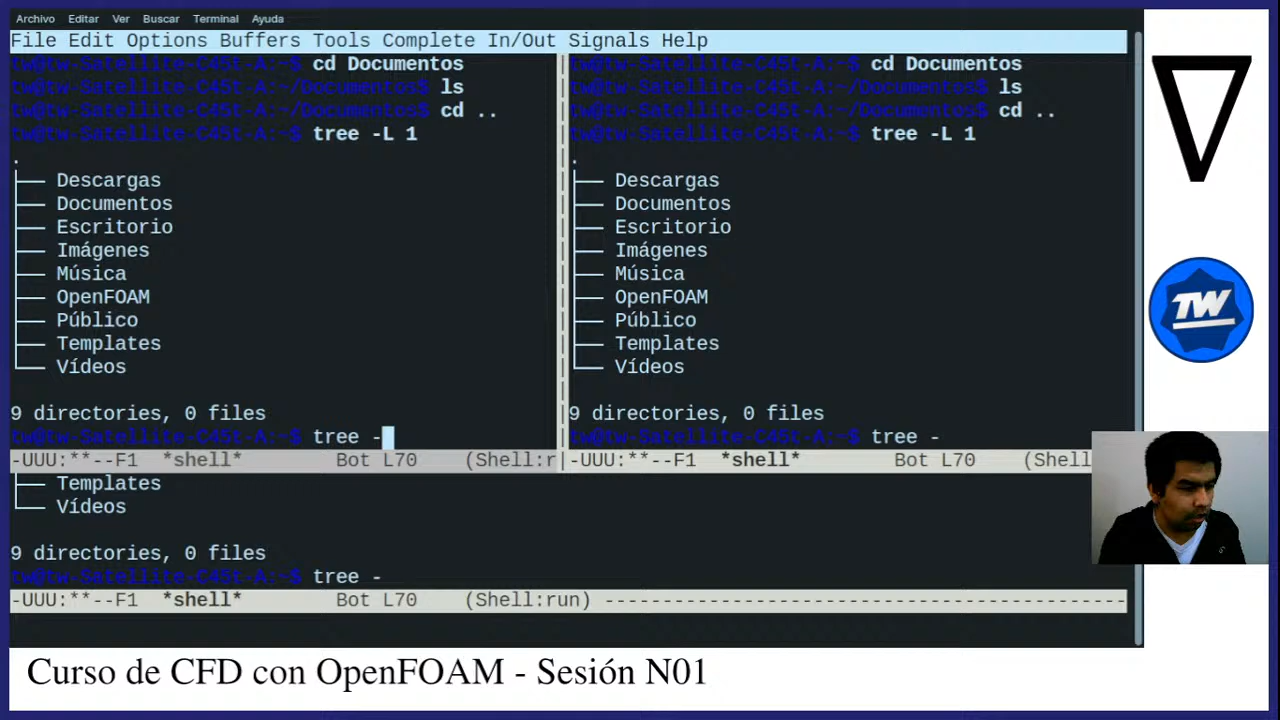 Archivo Editar Ver Buscar Terminal Ayuda
File Edit Options Buffers Tools Complete In/Out Signals Help
tw@tw-Satellite-C45t-A:~$ cd Documentos
tw@tw-Satellite-C45t-A:~/Documentos$ ls
tw@tw-Satellite-C45t-A:~/Documentos$ cd ..
tw@tw-Satellite-C45t-A:~$ tree -L 1
.
├── Descargas
├── Documentos
├── Escritorio
├── Imágenes
├── Música
├── OpenFOAM
├── Público
├── Templates
└── Vídeos
9 directories, 0 files
tw@tw-Satellite-C45t-A:~$ tree -
-UUU:**--F1 *shell* Bot L70 (Shell:r
tw@tw-Satellite-C45t-A:~$ cd Documentos
tw@tw-Satellite-C45t-A:~/Documentos$ ls
tw@tw-Satellite-C45t-A:~/Documentos$ cd ..
tw@tw-Satellite-C45t-A:~$ tree -L 1
.
├── Descargas
├── Documentos
├── Escritorio
├── Imágenes
├── Música
├── OpenFOAM
├── Público
├── Templates
└── Vídeos
9 directories, 0 files
tw@tw-Satellite-C45t-A:~$ tree -
-UUU:**--F1 *shell* Bot L70 (Shell
├── Templates
└── Vídeos
9 directories, 0 files
tw@tw-Satellite-C45t-A:~$ tree -
-UUU:**--F1 *shell* Bot L70 (Shell:run) ---------------------------------------------
TW
Curso de CFD con OpenFOAM - Sesión N01